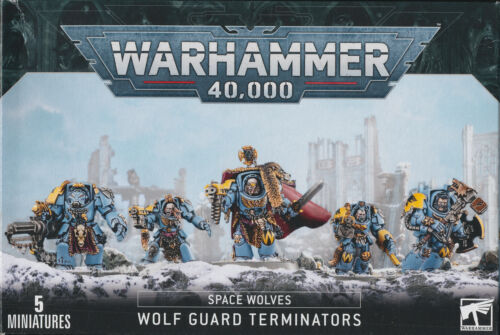 WARHAMMER
40,000
SPACE WOLVES
5
MINIATURES
WOLF GUARD TERMINATORS
WARHAMMER